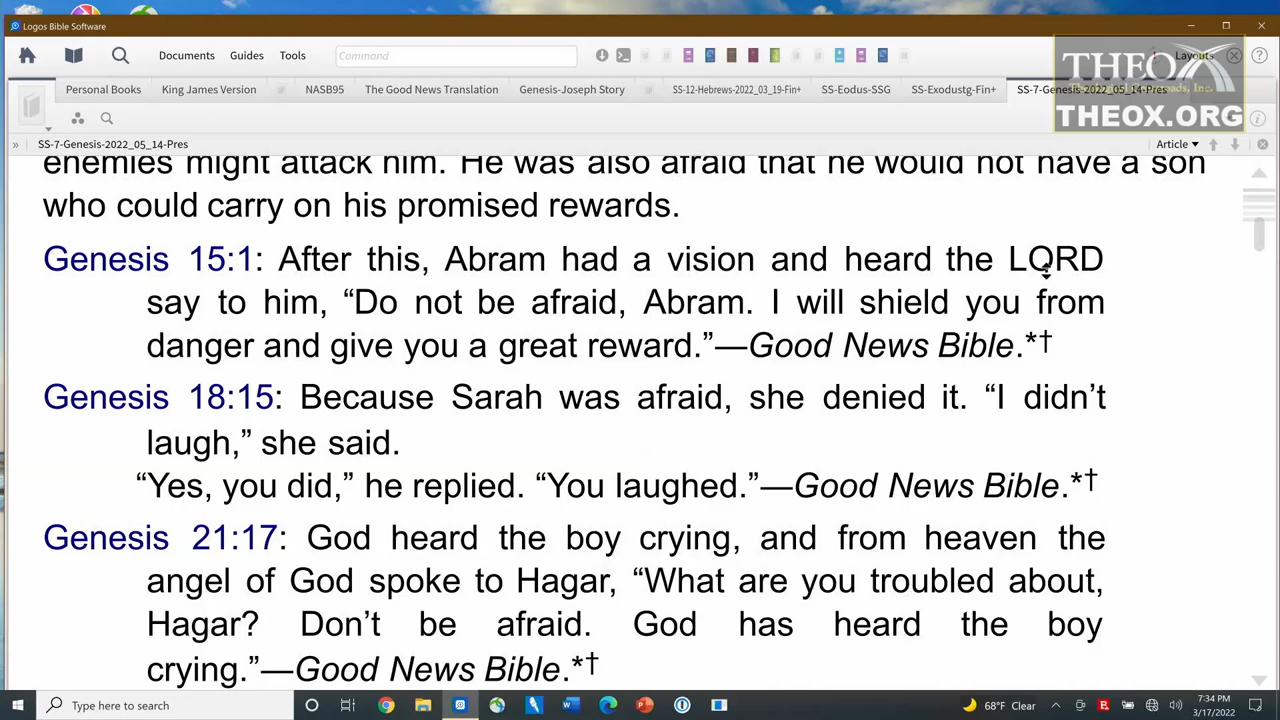 Logos Bible Software
Documents Guides Tools Command Layouts
THEOX
THEOX.ORG
Personal Books King James Version NASB95 The Good News Translation Genesis-Joseph Story SS-12-Hebrews-2022_03_19-Fin+ SS-Eodus-SSG SS-Exodustg-Fin+ SS-7-Genesis-2022_05_14-Pres
» SS-7-Genesis-2022_05_14-Pres Article
enemies might attack him. He was also afraid that he would not have a son
who could carry on his promised rewards.
Genesis 15:1: After this, Abram had a vision and heard the LORD
say to him, “Do not be afraid, Abram. I will shield you from
danger and give you a great reward.”—Good News Bible.*†
Genesis 18:15: Because Sarah was afraid, she denied it. “I didn’t
laugh,” she said.
“Yes, you did,” he replied. “You laughed.”—Good News Bible.*†
Genesis 21:17: God heard the boy crying, and from heaven the
angel of God spoke to Hagar, “What are you troubled about,
Hagar? Don’t be afraid. God has heard the boy
crying.”—Good News Bible.*†
Type here to search
68°F Clear
7:34 PM
3/17/2022